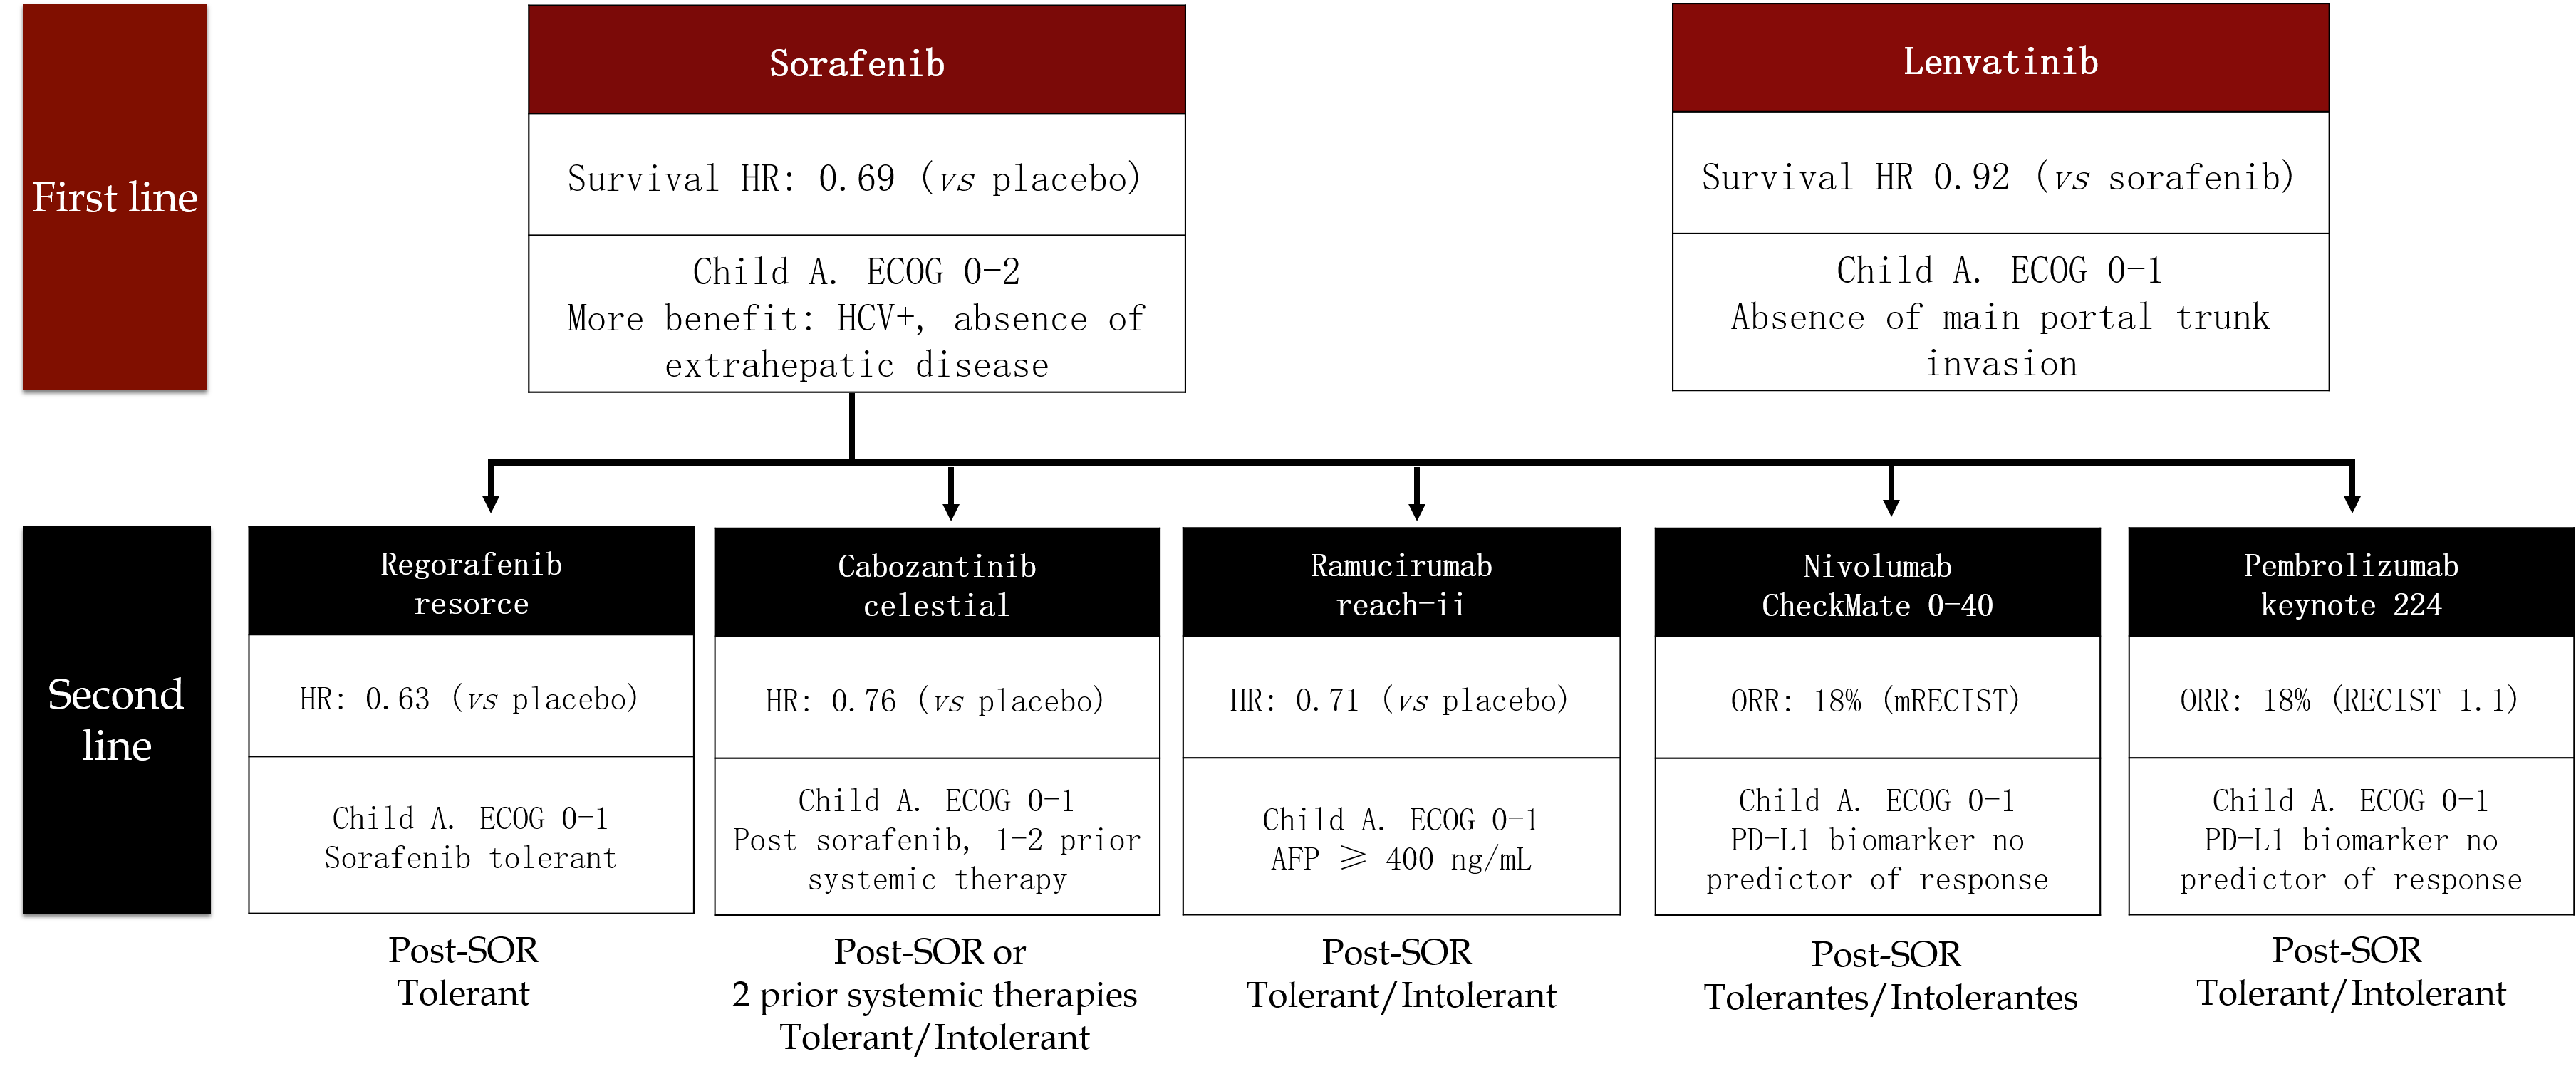 First line
Sorafenib
Survival HR: 0.69 (vs placebo)
Child A. ECOG 0-2
More benefit: HCV+, absence of
extrahepatic disease
Lenvatinib
Survival HR 0.92 (vs sorafenib)
Child A. ECOG 0-1
Absence of main portal trunk
invasion
Second
line
Regorafenib
resorce
HR: 0.63 (vs placebo)
Child A. ECOG 0-1
Sorafenib tolerant
Post-SOR
Tolerant
Cabozantinib
celestial
HR: 0.76 (vs placebo)
Child A. ECOG 0-1
Post sorafenib, 1-2 prior
systemic therapy
Post-SOR or
2 prior systemic therapies
Tolerant/Intolerant
Ramucirumab
reach-ii
HR: 0.71 (vs placebo)
Child A. ECOG 0-1
AFP ≥ 400 ng/mL
Post-SOR
Tolerant/Intolerant
Nivolumab
CheckMate 0-40
ORR: 18% (mRECIST)
Child A. ECOG 0-1
PD-L1 biomarker no
predictor of response
Post-SOR
Tolerantes/Intolerantes
Pembrolizumab
keynote 224
ORR: 18% (RECIST 1.1)
Child A. ECOG 0-1
PD-L1 biomarker no
predictor of response
Post-SOR
Tolerant/Intolerant